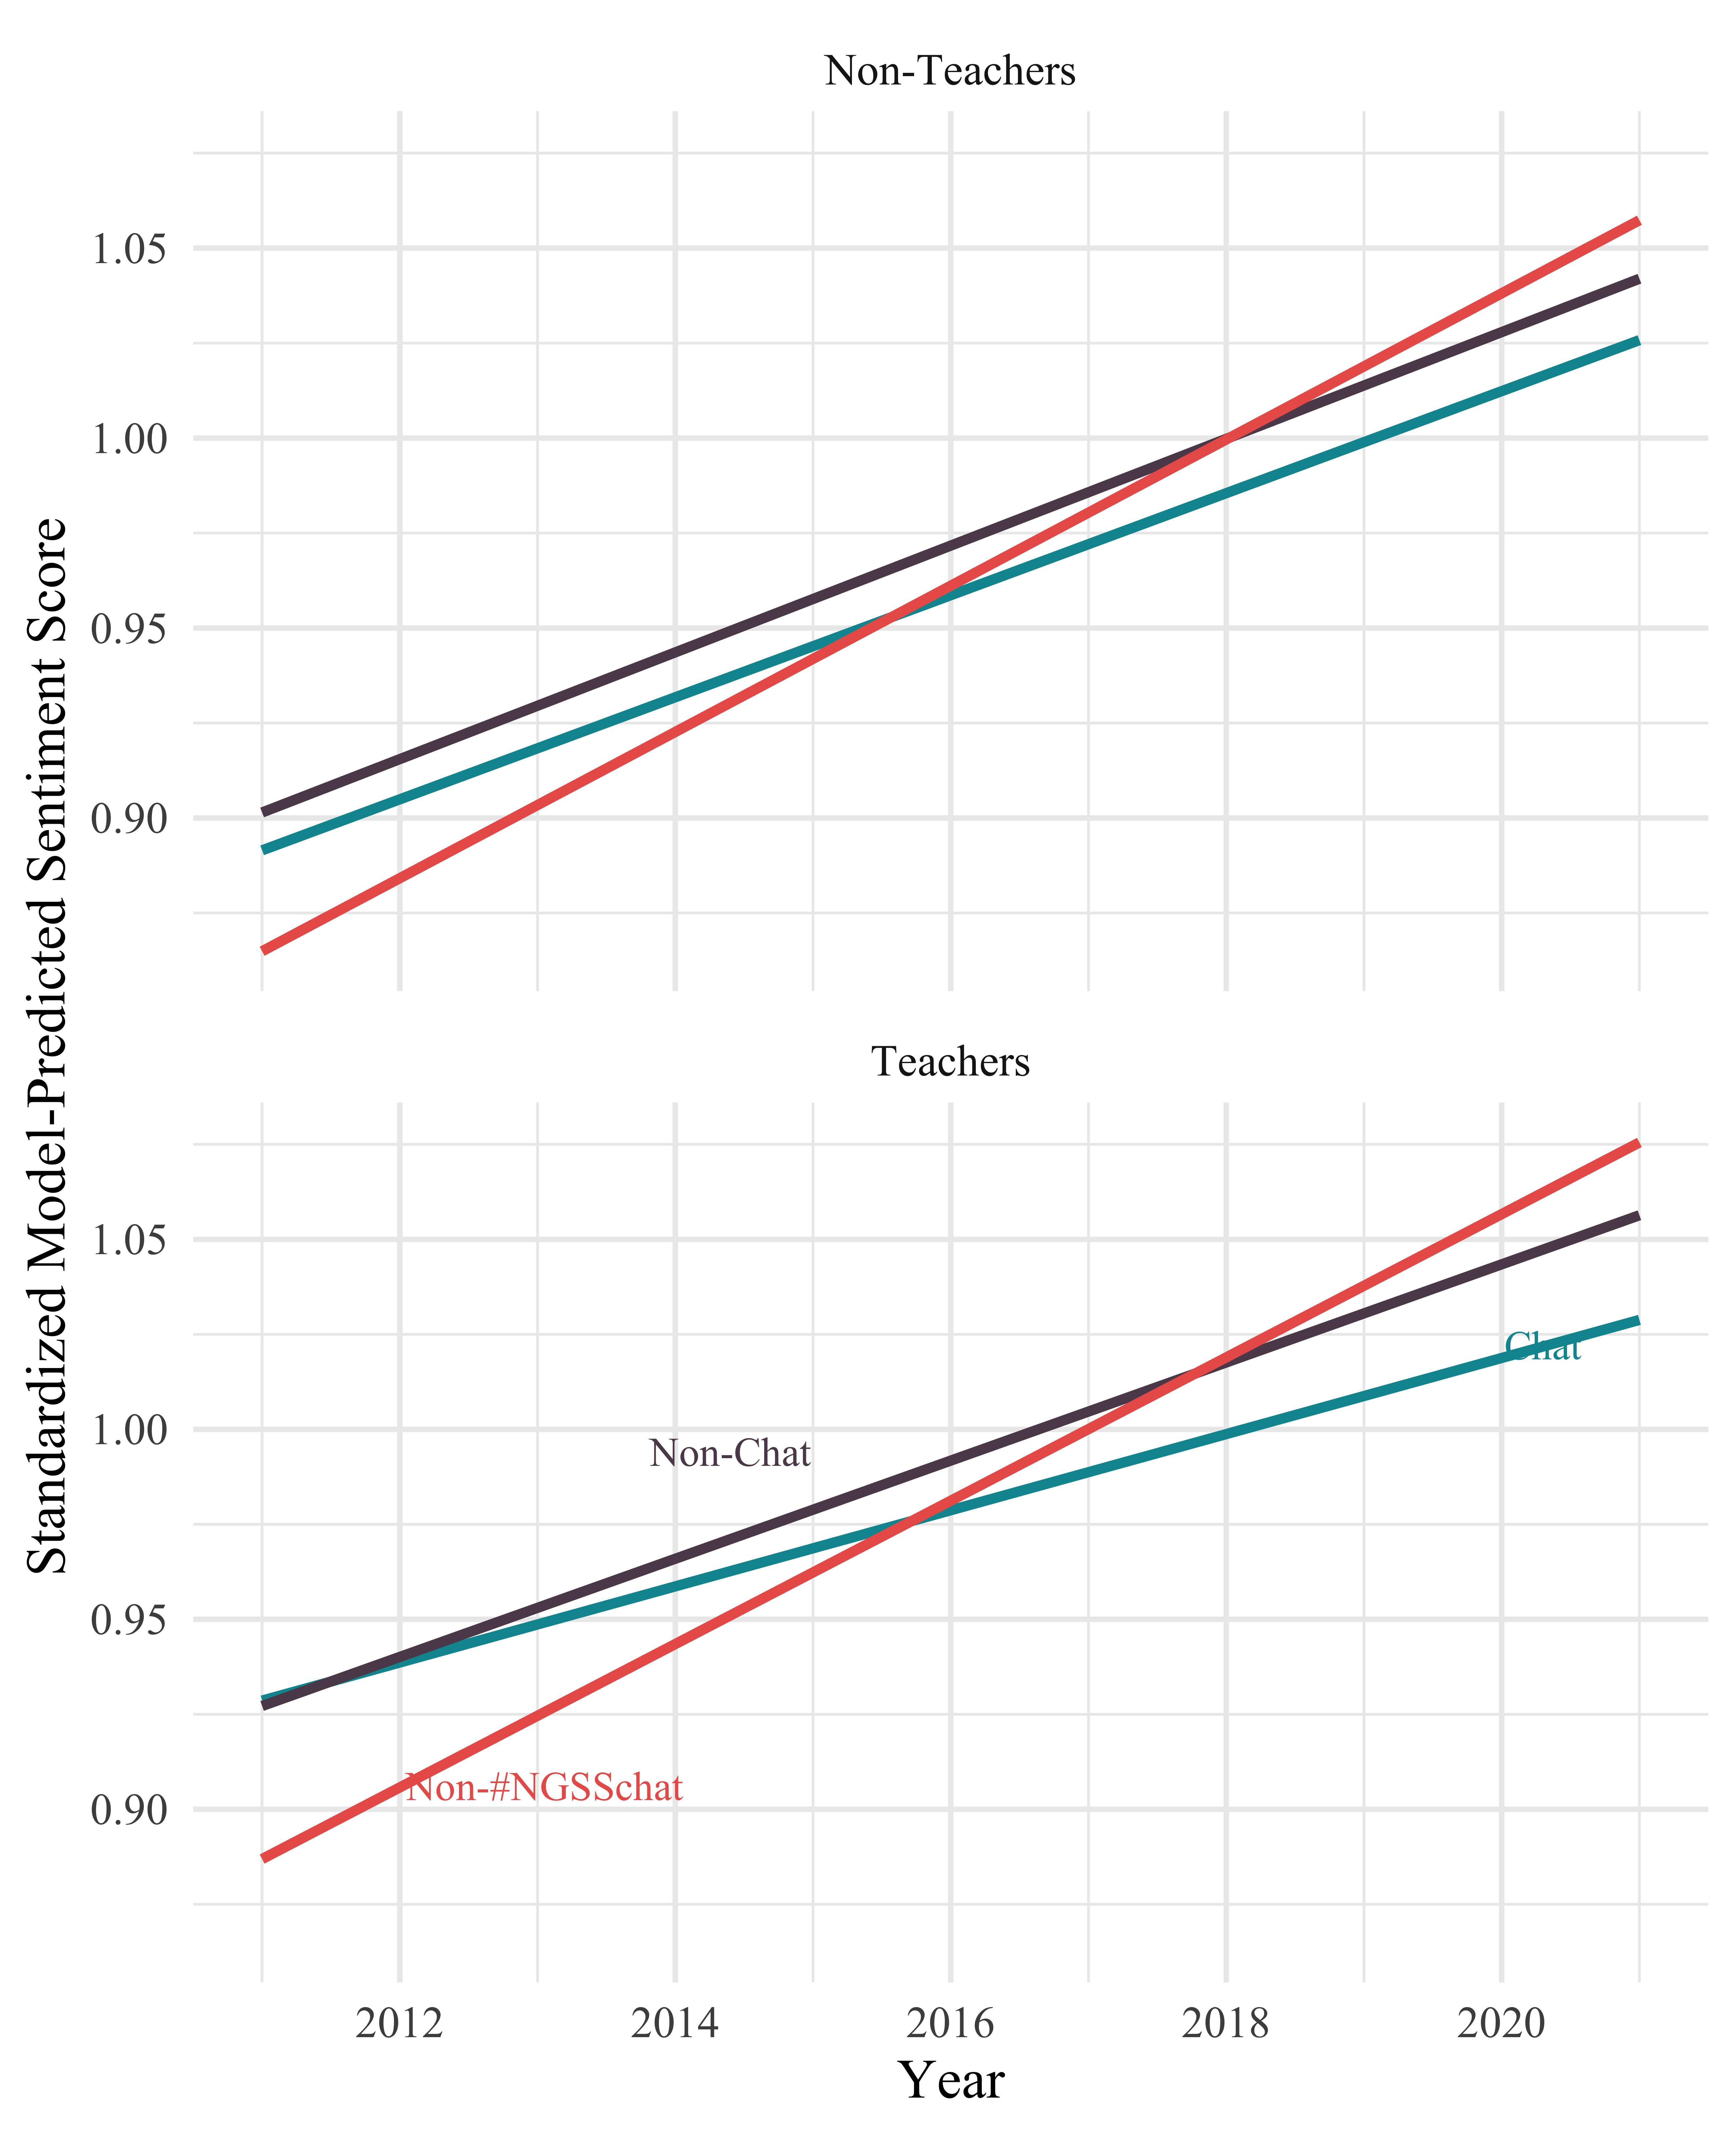 Non-Teachers
1.05
1.00
0.95
0.90
Standardized Model-Predicted Sentiment Score
Teachers
1.05
1.00
0.95
0.90
Chat
Non-Chat
Non-#NGSSchat
2012 2014 2016 2018 2020
Year